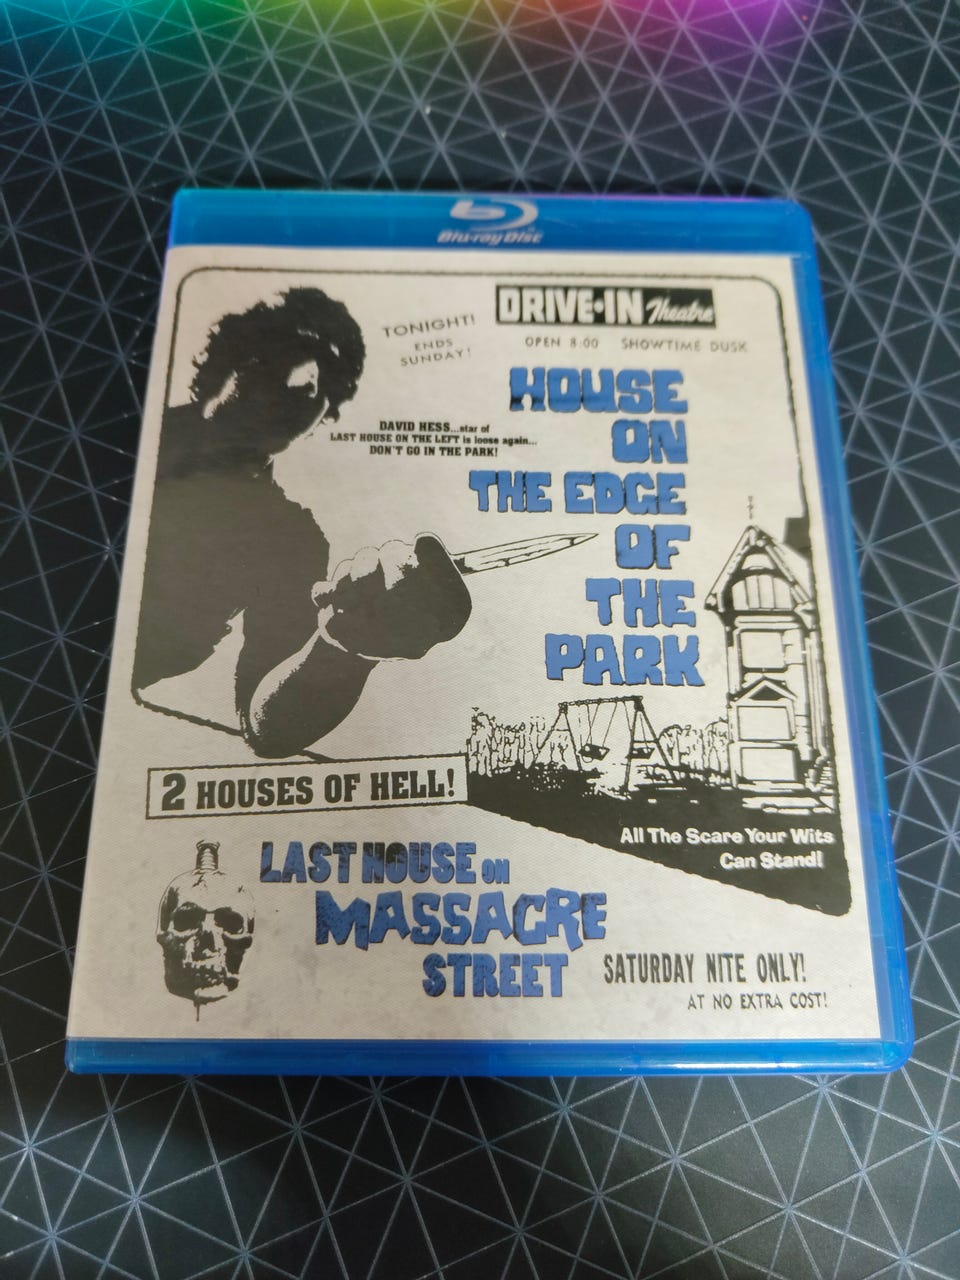 Blu-ray Disc
DRIVE-IN Theatre
TONIGHT!
ENDS
SUNDAY!
OPEN 8:00 SHOWTIME DUSK
HOUSE
ON
THE EDGE
OF
THE
PARK
DAVID HESS...star of
LAST HOUSE ON THE LEFT is loose again...
DON'T GO IN THE PARK!
2 HOUSES OF HELL!
All The Scare Your Wits
Can Stand!
LAST HOUSE ON
MASSACRE
STREET
SATURDAY NITE ONLY!
AT NO EXTRA COST!